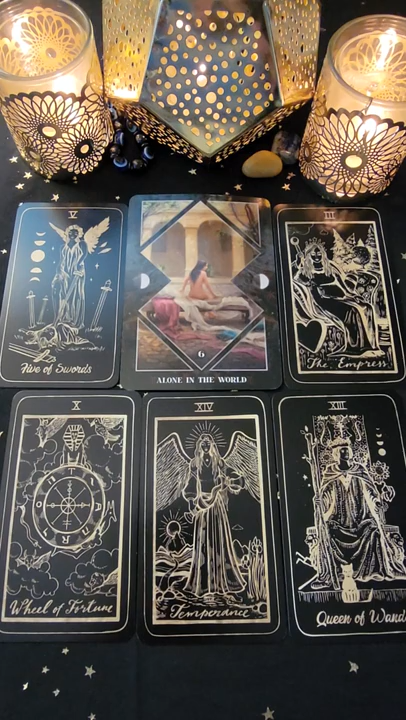 V
Five of Swords
6
ALONE IN THE WORLD
III
The Empress
X
Wheel of Fortune
XIV
Temperance
XIII
Queen of Wand